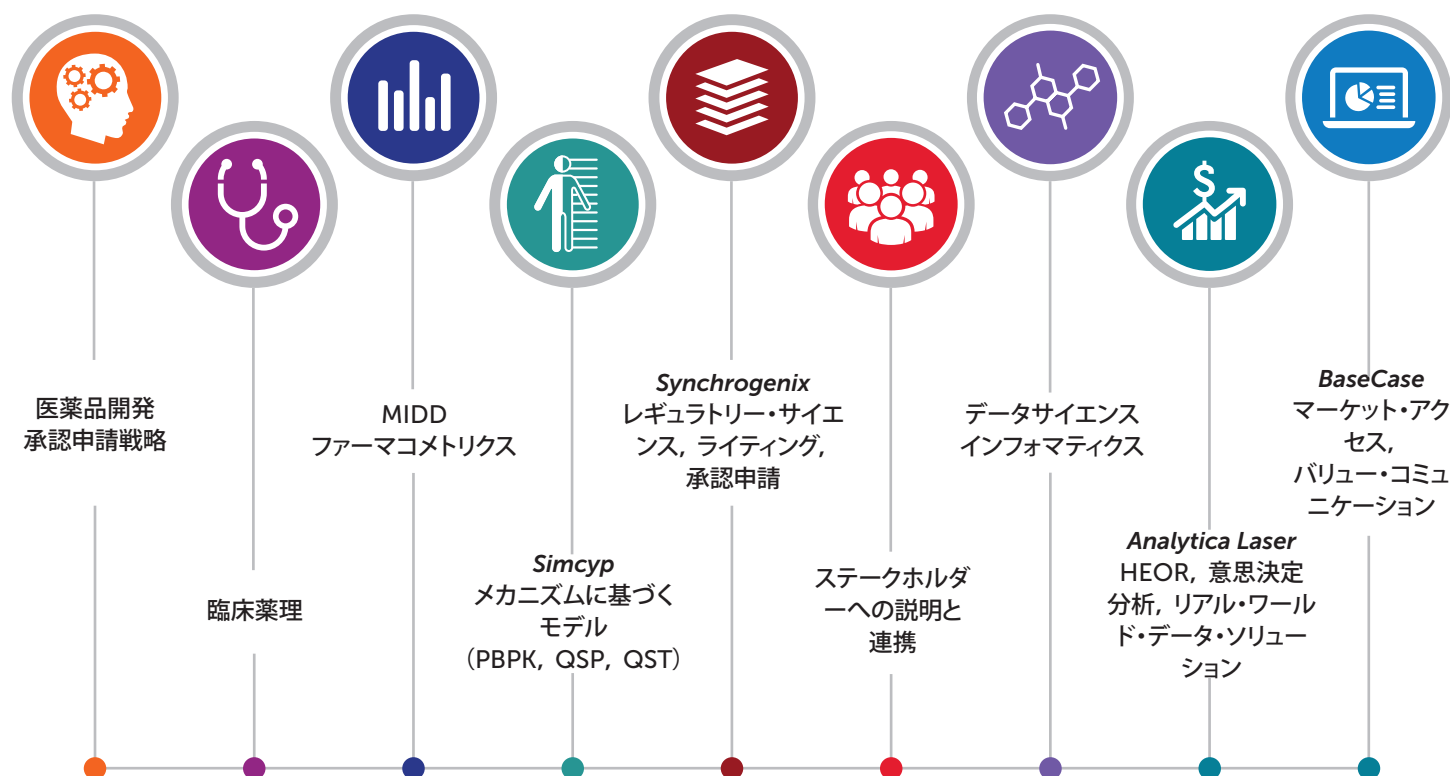 医薬品開発
承認申請戦略
臨床薬理
MIDD
ファーマコメトリクス
Simcyp
メカニズムに基づく
モデル
（PBPK, QSP, QST）
Synchrogenix
レギュラトリー・サイエ
ンス, ライティング,
承認申請
ステークホルダ
ーへの説明と
連携
データサイエンス
インフォマティクス
Analytica Laser
HEOR, 意思決定
分析, リアル・ワール
ド・データ・ソリュー
ション
BaseCase
マーケット・アク
セス,
バリュー・コミュ
ニケーション
$